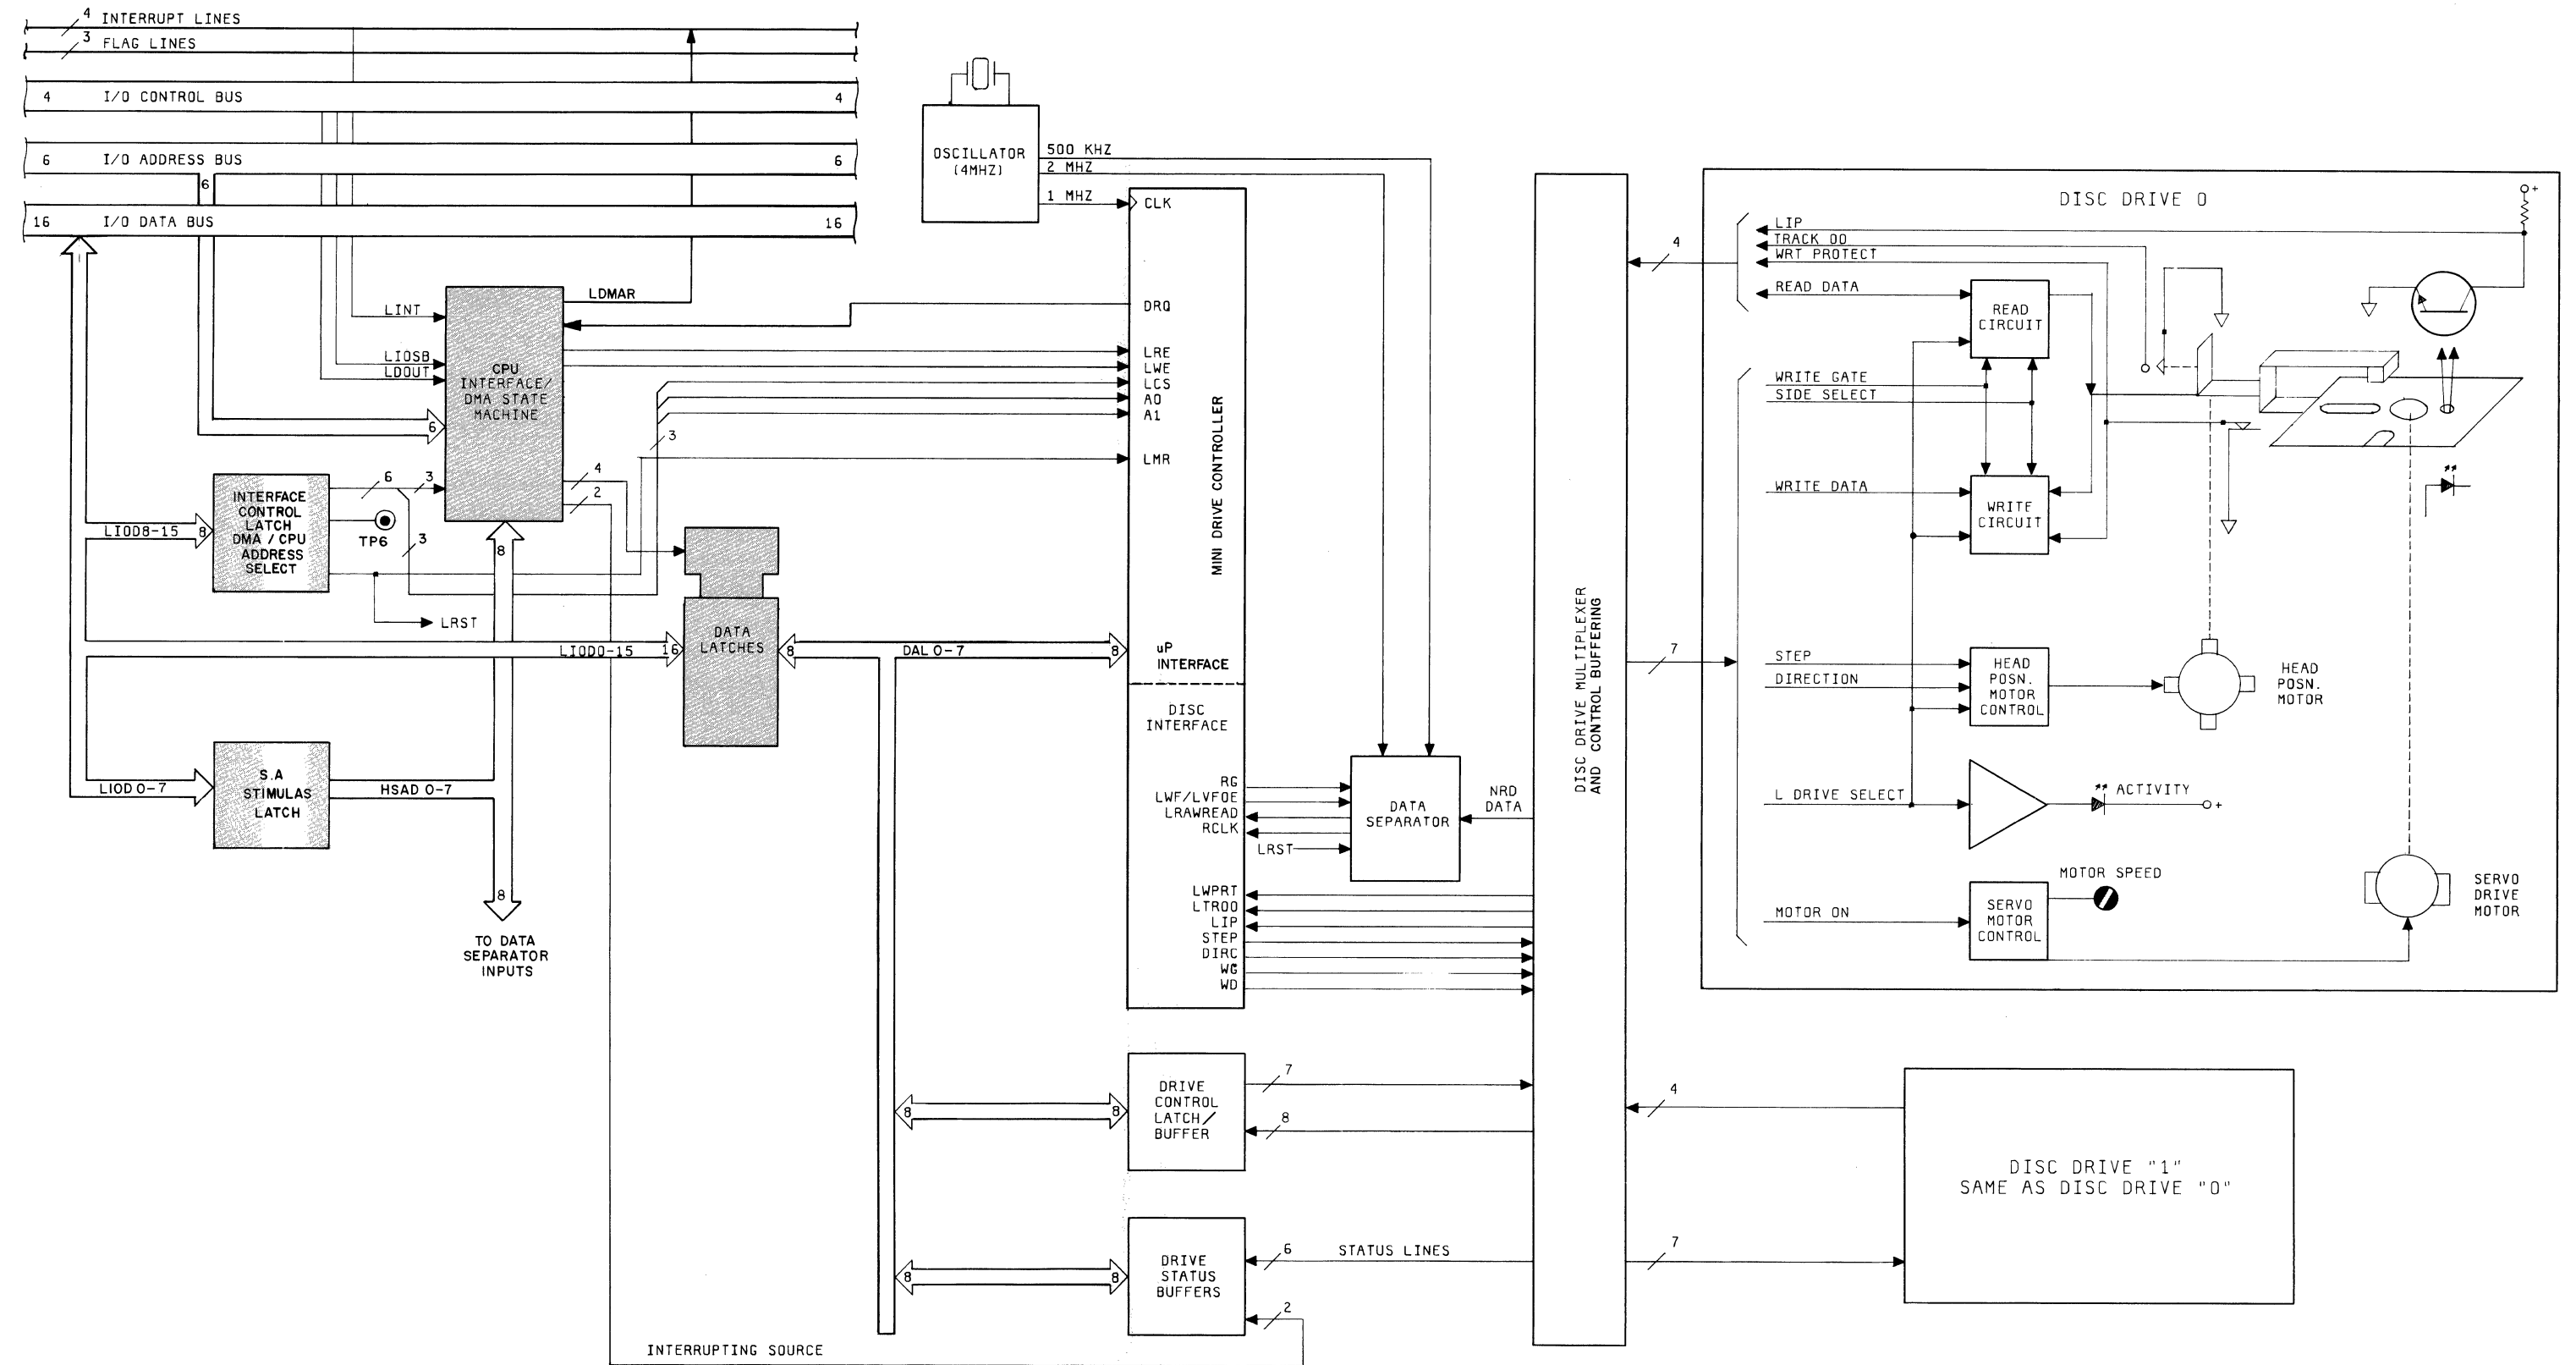 4 INTERRUPT LINES
3 FLAG LINES
4 I/O CONTROL BUS 4
6 I/O ADDRESS BUS 6
6
16 I/O DATA BUS 16
LINT
LIOSB
LDOUT
6
CPU
INTERFACE/
DMA STATE
MACHINE
LDMAR
4
2
8
INTERFACE
CONTROL
LATCH
DMA / CPU
ADDRESS
SELECT
LIOD8-15 8
6
3
TP6
3
LRST
3
LIOD0-15 16
DATA
LATCHES
8 DAL 0-7 8
LIOD 0-7
S.A
STIMULAS
LATCH
HSAD 0-7
8
TO DATA
SEPARATOR
INPUTS
INTERRUPTING SOURCE
OSCILLATOR
(4MHZ)
500 KHZ
2 MHZ
1 MHZ
CLK
DRQ
LRE
LWE
LCS
A0
A1
LMR
MINI DRIVE CONTROLLER
uP
INTERFACE
DISC
INTERFACE
RG
LWF/LVFOE
LRAWREAD
RCLK
LRST
LWPRT
LTR00
LIP
STEP
DIRC
WG
WD
DATA
SEPARATOR
NRD
DATA
8 8
DRIVE
CONTROL
LATCH/
BUFFER
7
8
8 8
DRIVE
STATUS
BUFFERS
6 STATUS LINES
2
DISC DRIVE MULTIPLEXER
AND CONTROL BUFFERING
4
7
4
7
DISC DRIVE 0
LIP
TRACK 00
WRT PROTECT
READ DATA
READ
CIRCUIT
WRITE GATE
SIDE SELECT
WRITE DATA
WRITE
CIRCUIT
STEP
DIRECTION
HEAD
POSN.
MOTOR
CONTROL
HEAD
POSN.
MOTOR
L DRIVE SELECT
ACTIVITY
+
+
MOTOR SPEED
MOTOR ON
SERVO
MOTOR
CONTROL
SERVO
DRIVE
MOTOR
DISC DRIVE "1"
SAME AS DISC DRIVE "0"